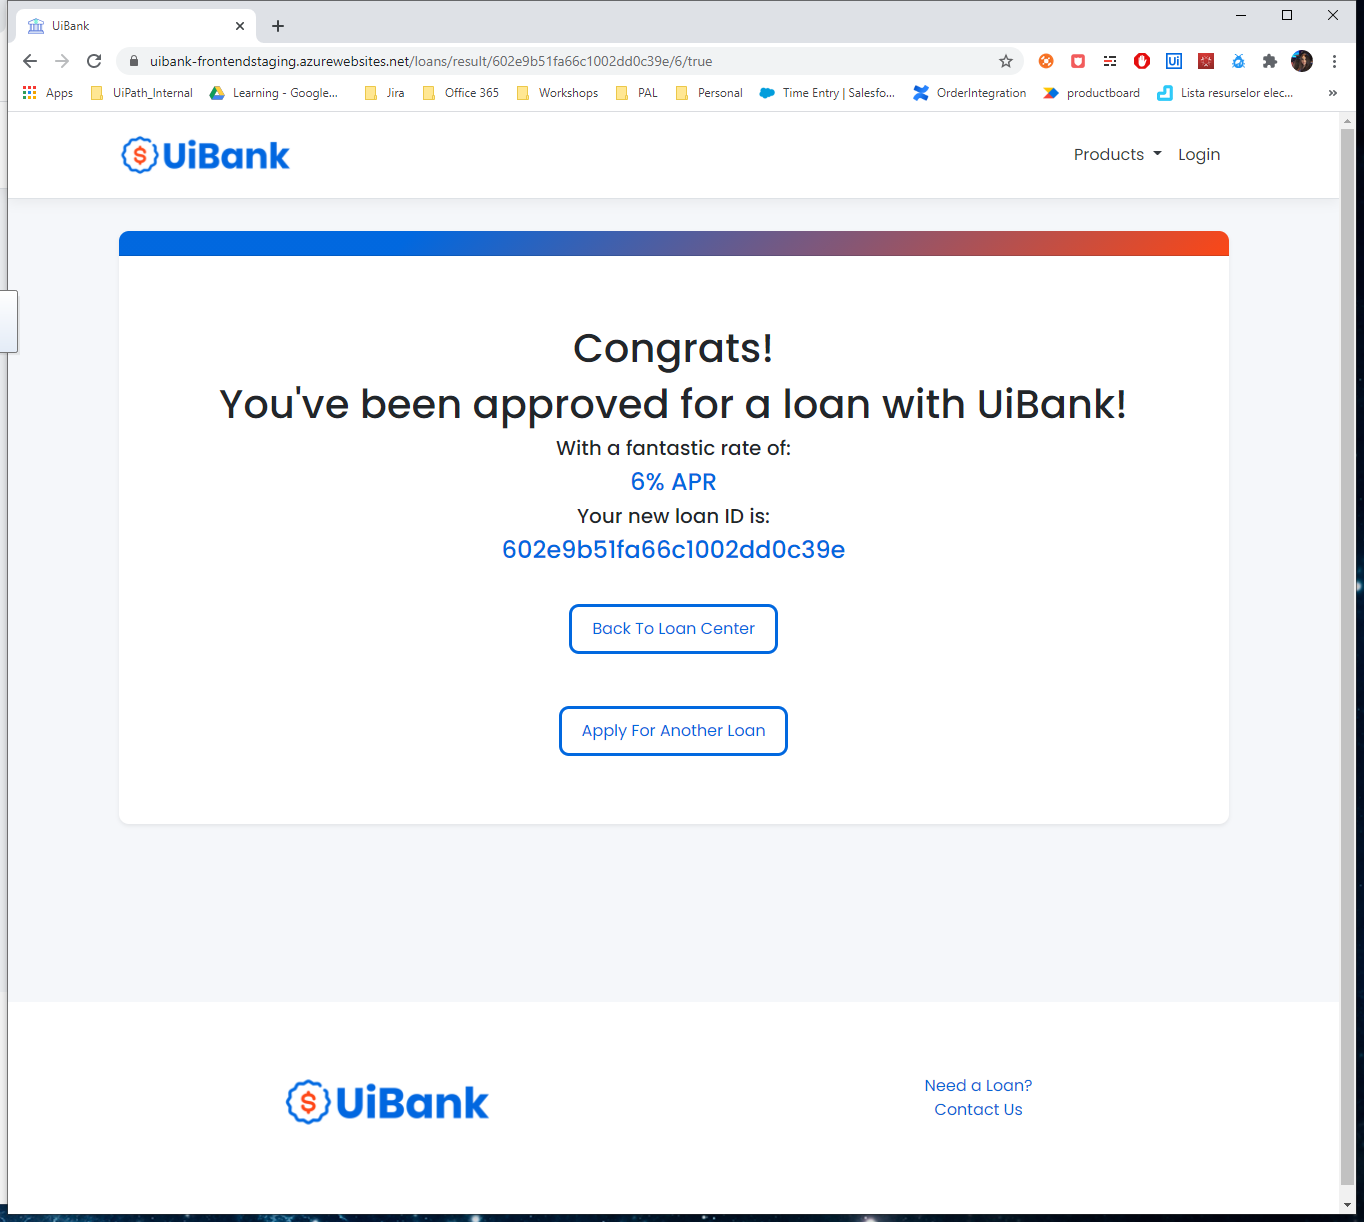 UiBank
uibank-frontendstaging.azurewebsites.net/loans/result/602e9b51fa66c1002dd0c39e/6/true
Apps UiPath_Internal Learning - Google... Jira Office 365 Workshops PAL Personal Time Entry | Salesfo... OrderIntegration productboard Lista resurselor elec... »
$ UiBank Products Login
Congrats!
You've been approved for a loan with UiBank!
With a fantastic rate of:
6% APR
Your new loan ID is:
602e9b51fa66c1002dd0c39e
Back To Loan Center
Apply For Another Loan
$ UiBank
Need a Loan?
Contact Us